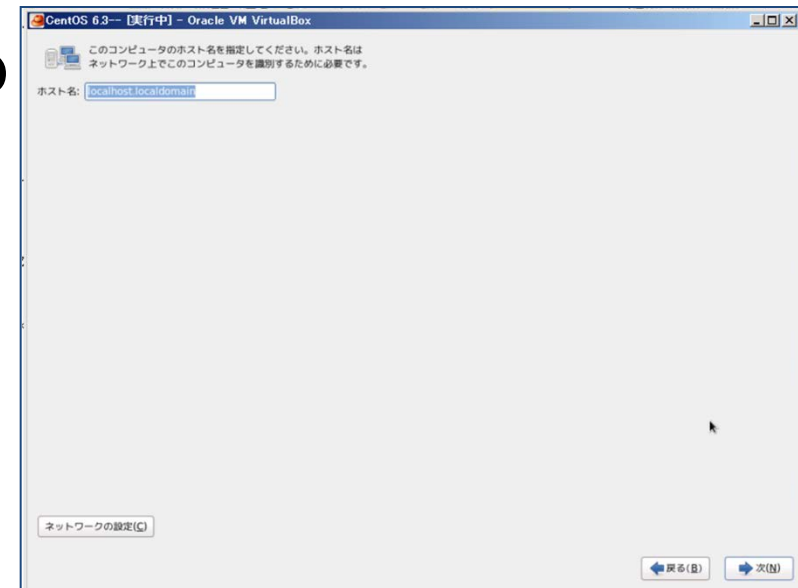 CentOS 6.3-- [実行中] - Oracle VM VirtualBox
このコンピュータのホスト名を指定してください。ホスト名は
ネットワーク上でこのコンピュータを識別するために必要です。
ホスト名: localhost.localdomain
ネットワークの設定(C)
戻る(B) 次(N)